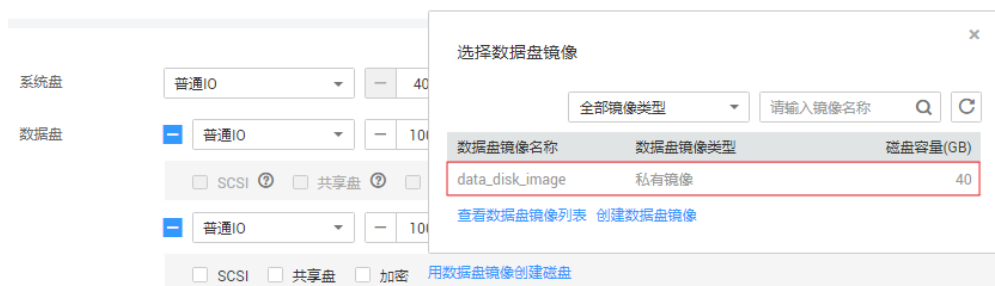 选择数据盘镜像
系统盘 普通IO 40
全部镜像类型 请输入镜像名称
数据盘 普通IO 100
数据盘镜像名称 数据盘镜像类型 磁盘容量(GB)
SCSI 共享盘
data_disk_image 私有镜像 40
查看数据盘镜像列表 创建数据盘镜像
普通IO 100
SCSI 共享盘 加密 用数据盘镜像创建磁盘